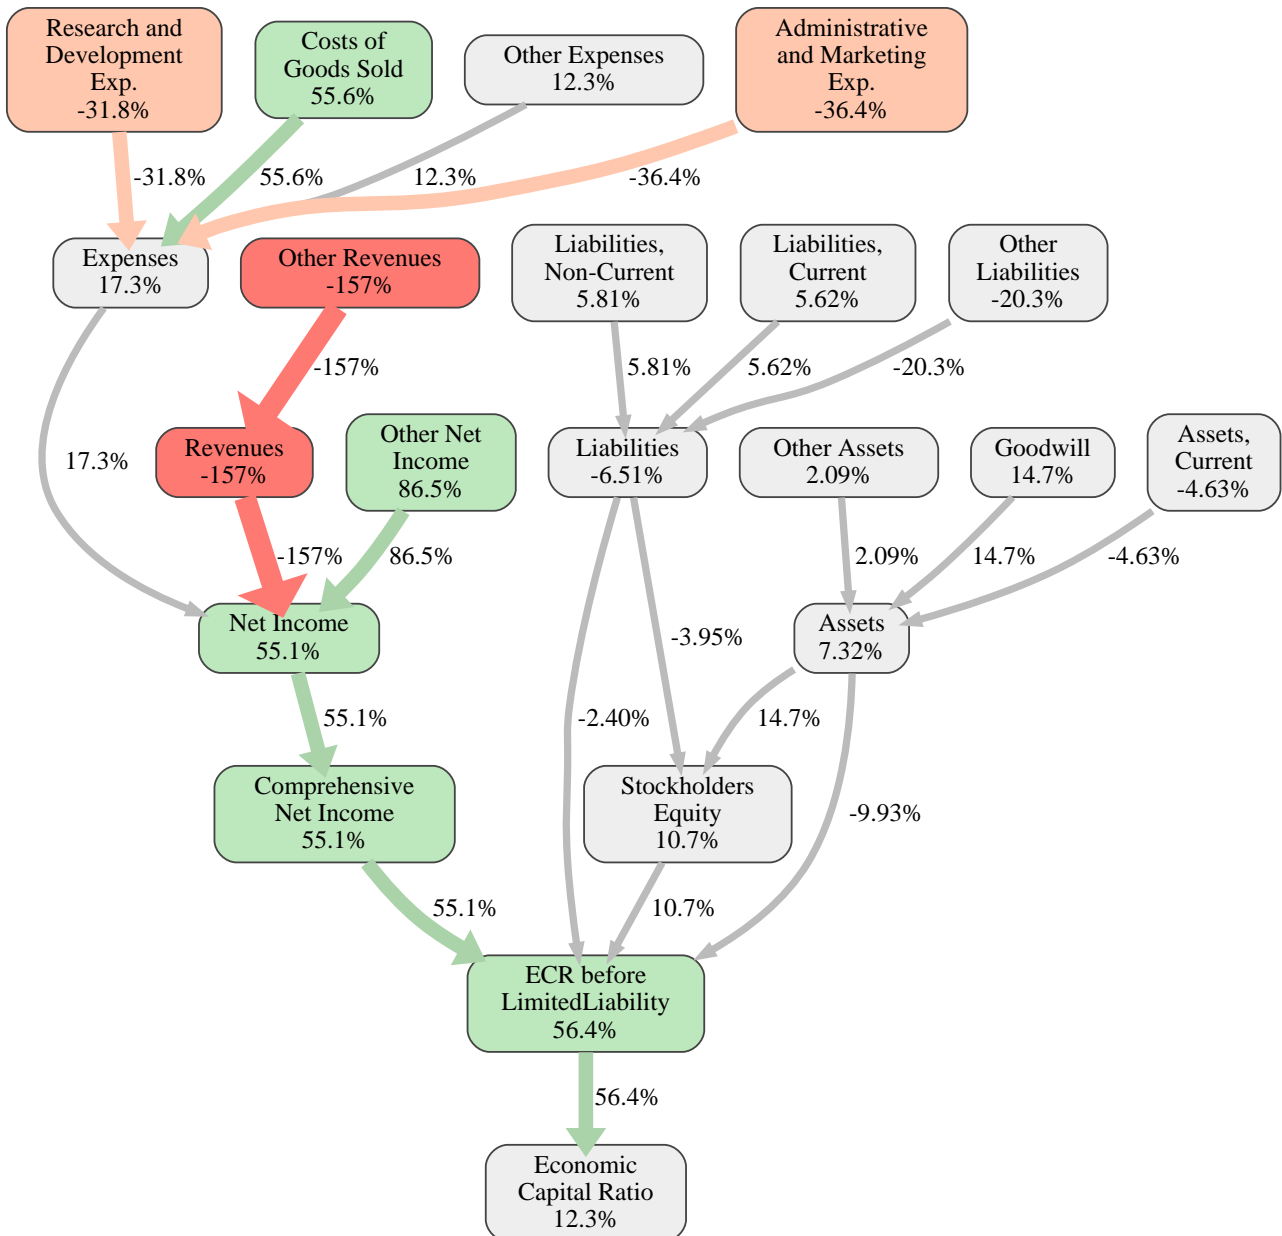 Research and
Development
Exp.
-31.8%
Costs of
Goods Sold
55.6%
Other Expenses
12.3%
Administrative
and Marketing
Exp.
-36.4%
-31.8%
55.6%
12.3%
-36.4%
Expenses
17.3%
Other Revenues
-157%
Liabilities,
Non-Current
5.81%
Liabilities,
Current
5.62%
Other
Liabilities
-20.3%
-157%
5.81%
5.62%
-20.3%
17.3%
Revenues
-157%
Other Net
Income
86.5%
Liabilities
-6.51%
Other Assets
2.09%
Goodwill
14.7%
Assets,
Current
-4.63%
-157%
86.5%
2.09%
14.7%
-4.63%
Net Income
55.1%
-3.95%
Assets
7.32%
55.1%
-2.40%
14.7%
-9.93%
Comprehensive
Net Income
55.1%
Stockholders
Equity
10.7%
55.1%
10.7%
ECR before
LimitedLiability
56.4%
56.4%
Economic
Capital Ratio
12.3%